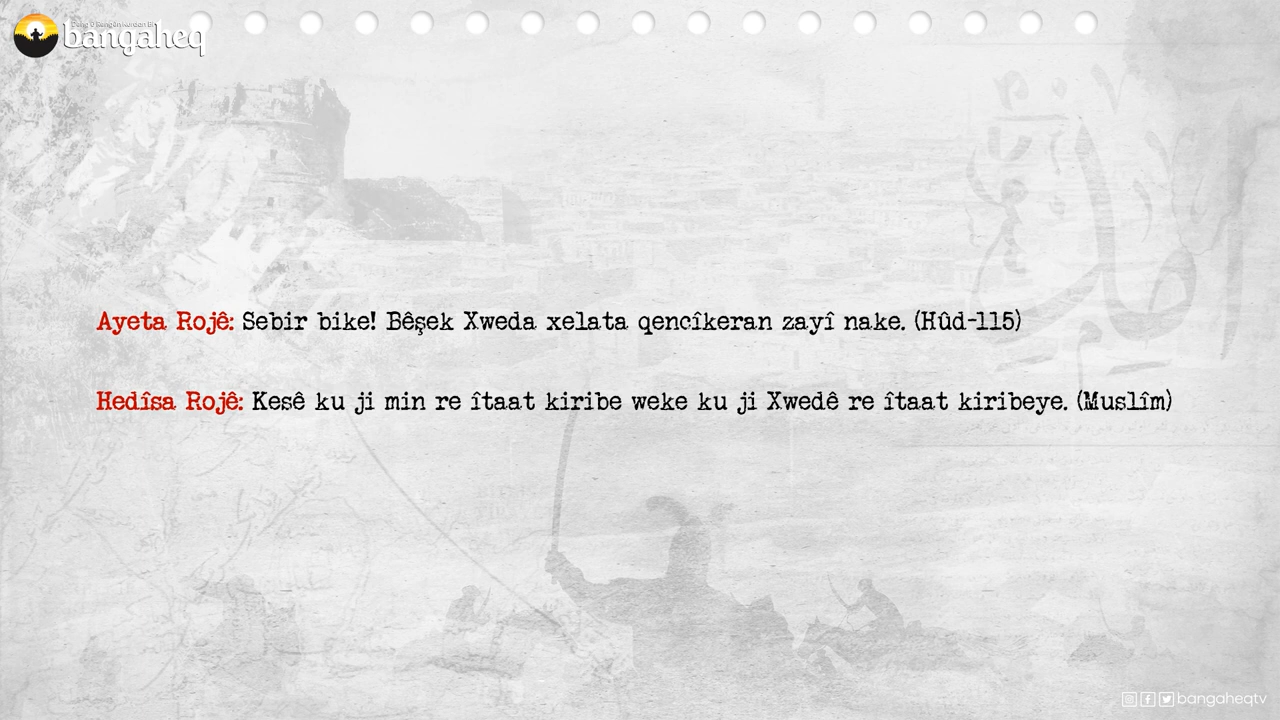 bangaheq
Ayeta Rojê: Sebir bike! Bêşek Xweda xelata qencîkeran zayî nake. (Hûd-115)
Hedîsa Rojê: Kesê ku ji min re îtaat kiribe weke ku ji Xwedê re îtaat kiribeye. (Muslîm)
bangaheqtv